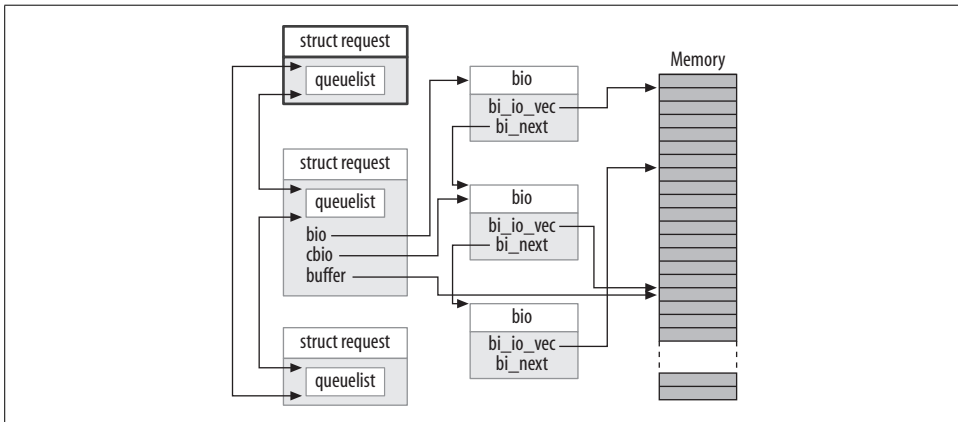 struct request
queuelist
struct request
queuelist
bio
cbio
buffer
struct request
queuelist
bio
bi_io_vec
bi_next
bio
bi_io_vec
bi_next
bio
bi_io_vec
bi_next
Memory